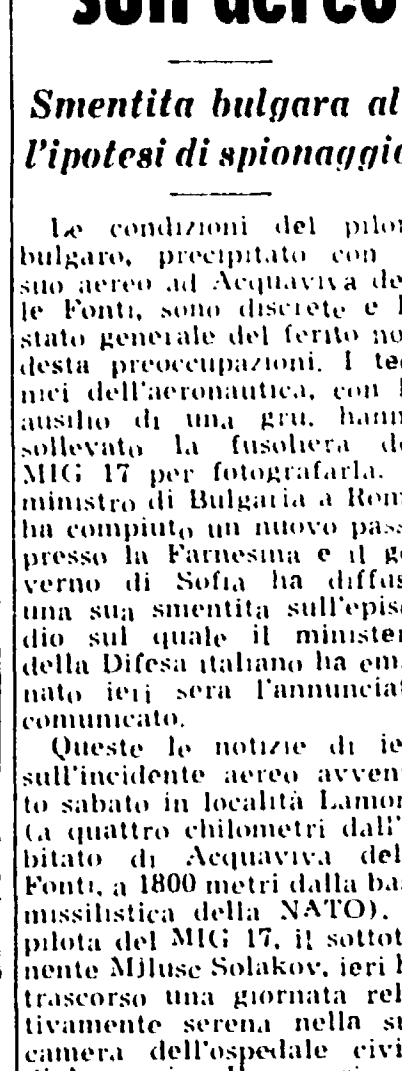 sull'aereo
Smentita bulgara al
l'ipotesi di spionaggio
Le condizioni del pilo
bulgaro, precipitato con
suo aereo ad Acquaviva de
le Fonti, sono discrete e l
stato generale del ferito no
desta preoccupazioni. I te
nici dell'aeronautica, con l
ausilio di una gru, hann
sollevato la fusoliera de
MIG 17 per fotografarla.
ministro di Bulgaria a Rom
ha compiuto un nuovo pass
presso la Farnesina e il go
verno di Sofia ha diffus
una sua smentita sull'episo
dio sul quale il minister
della Difesa italiano ha ema
nato ieri sera l'annunciat
comunicato.
Queste le notizie di ie
sull'incidente aereo avven
to sabato in località Lamon
(a quattro chilometri dall'
bitato di Acquaviva del
Fonti, a 1800 metri dalla ba
missilistica della NATO).
pilota del MIG 17, il sottot
nente Miluse Solakov, ieri h
trascorso una giornata rel
tivamente serena nella su
camera dell'ospedale civi